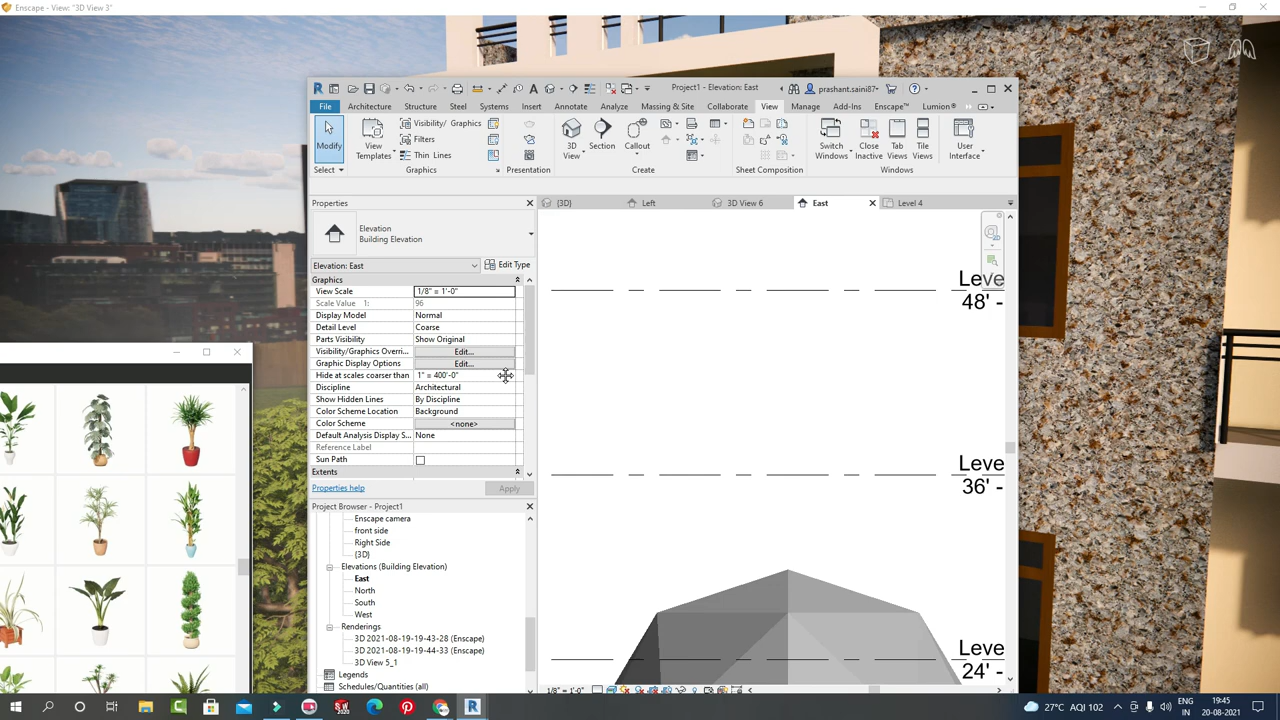 Enscape - View: "3D View 3"
Project1 - Elevation: East
prashant.saini87
File
Architecture
Structure
Steel
Systems
Insert
Annotate
Analyze
Massing & Site
Collaborate
View
Manage
Add-Ins
Enscape™
Lumion®
Modify
View
Templates
Visibility/ Graphics
Filters
Thin Lines
3D
View
Section
Callout
Switch
Windows
Close
Inactive
Tab
Views
Tile
Views
User
Interface
Select
Graphics
Presentation
Create
Sheet Composition
Windows
Properties
{3D}
Left
3D View 6
East
Level 4
Elevation
Building Elevation
Elevation: East
Edit Type
Graphics
View Scale 1/8" = 1'-0"
Scale Value 1: 96
Display Model Normal
Detail Level Coarse
Parts Visibility Show Original
Visibility/Graphics Overri... Edit...
Graphic Display Options Edit...
Hide at scales coarser than 1" = 400'-0"
Discipline Architectural
Show Hidden Lines By Discipline
Color Scheme Location Background
Color Scheme <none>
Default Analysis Display S... None
Reference Label
Sun Path
Extents
Properties help
Apply
Project Browser - Project1
Enscape camera
front side
Right Side
{3D}
Elevations (Building Elevation)
East
North
South
West
Renderings
3D 2021-08-19-19-43-28 (Enscape)
3D 2021-08-19-19-44-33 (Enscape)
3D View 5_1
Legends
Schedules/Quantities (all)
Leve
48' -
Leve
36' -
Leve
24' -
1/8" = 1'-0"
27°C AQI 102
ENG
IN
19:45
20-08-2021